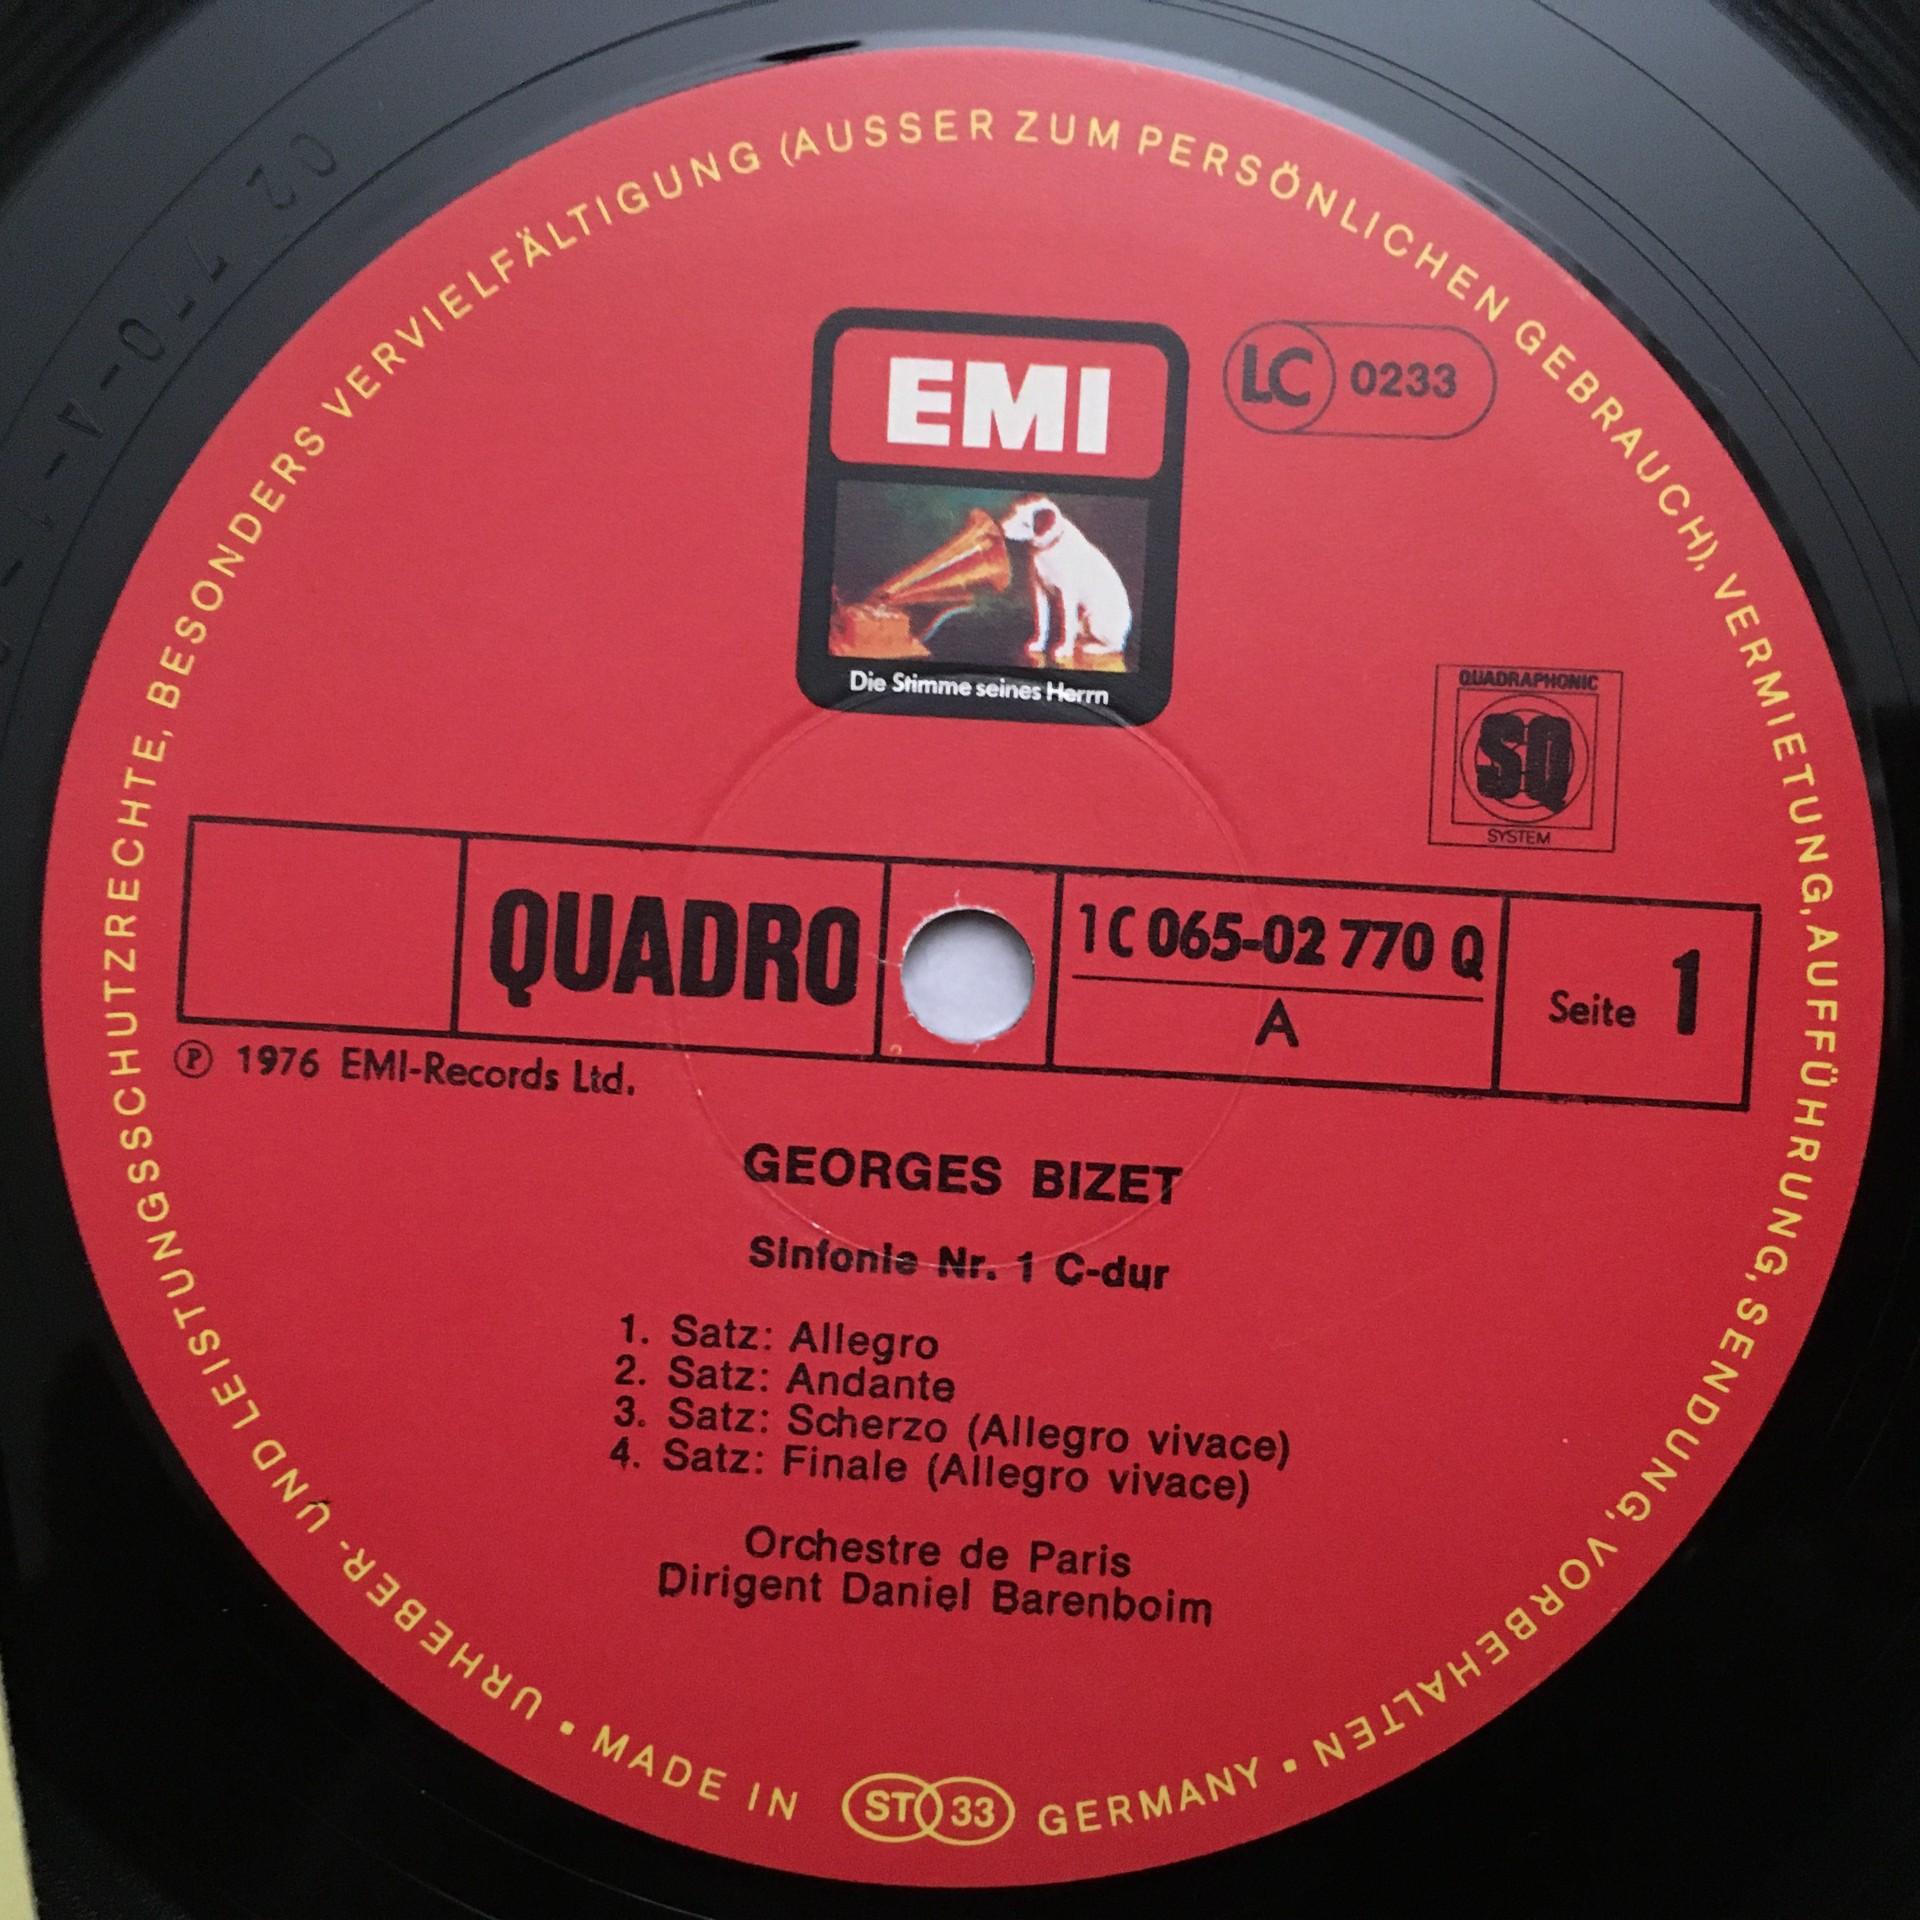 URHEBER- UND LEISTUNGSSCHUTZRECHTE, BESONDERS VERVIELFÄLTIGUNG (AUSSER ZUM PERSÖNLICHEN GEBRAUCH), VERMIETUNG, AUFFÜHRUNG, SENDUNG, VORBEHALTEN
EMI
LC 0233
Die Stimme seines Herrn
QUADRAPHONIC
SQ
SYSTEM
QUADRO
1C 065-02 770 Q
A
Seite 1
Ⓟ 1976 EMI-Records Ltd.
GEORGES BIZET
Sinfonie Nr. 1 C-dur
1. Satz: Allegro
2. Satz: Andante
3. Satz: Scherzo (Allegro vivace)
4. Satz: Finale (Allegro vivace)
Orchestre de Paris
Dirigent Daniel Barenboim
• MADE IN ST 33 GERMANY •